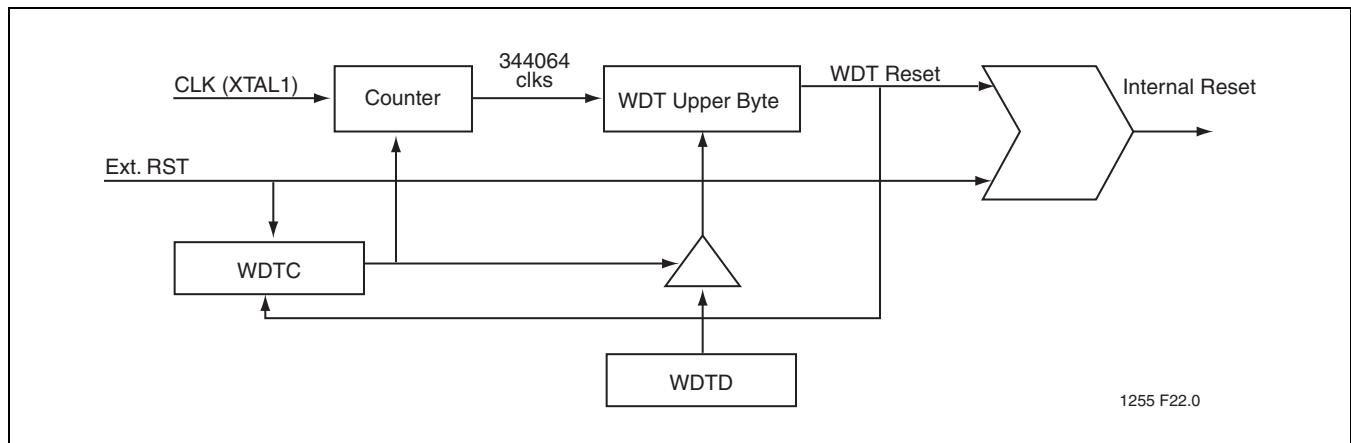 344064
clks
CLK (XTAL1)
Counter
WDT Upper Byte
WDT Reset
Internal Reset
Ext. RST
WDTC
WDTD
1255 F22.0